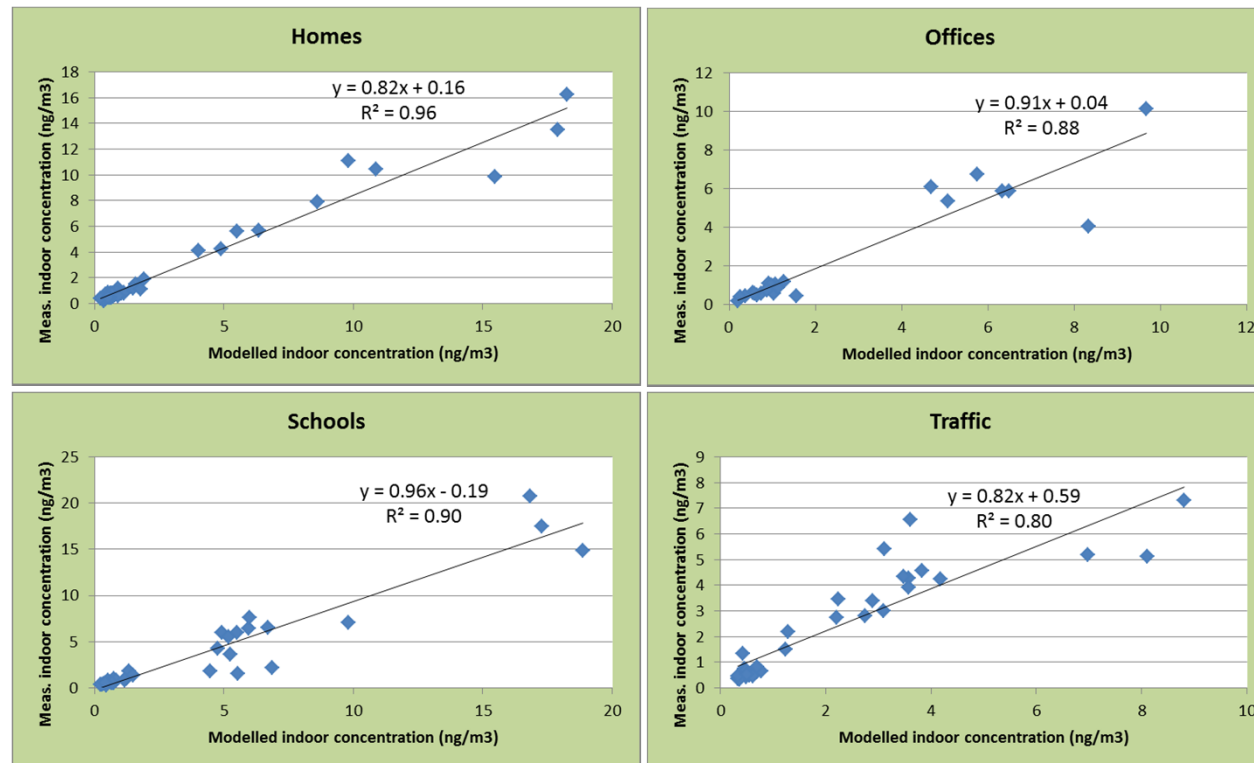 Homes
Meas. indoor concentration (ng/m3)
18
16
14
12
10
8
6
4
2
0
y = 0.82x + 0.16
R² = 0.96
0 5 10 15 20
Modelled indoor concentration (ng/m3)
Offices
Meas. indoor concentration (ng/m3)
12
10
8
6
4
2
0
y = 0.91x + 0.04
R² = 0.88
0 2 4 6 8 10 12
Modelled indoor concentration (ng/m3)
Schools
Meas. indoor concentration (ng/m3)
25
20
15
10
5
0
y = 0.96x - 0.19
R² = 0.90
0 5 10 15 20
Modelled indoor concentration (ng/m3)
Traffic
Meas. indoor concentration (ng/m3)
9
8
7
6
5
4
3
2
1
0
y = 0.82x + 0.59
R² = 0.80
0 2 4 6 8 10
Modelled indoor concentration (ng/m3)